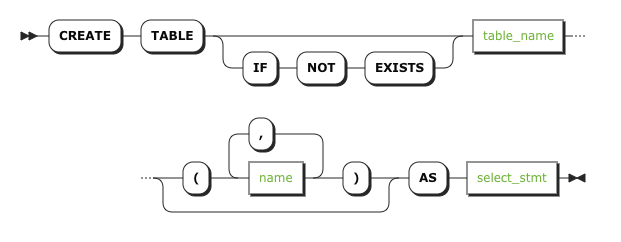 CREATE TABLE table_name
IF NOT EXISTS
,
( name ) AS select_stmt